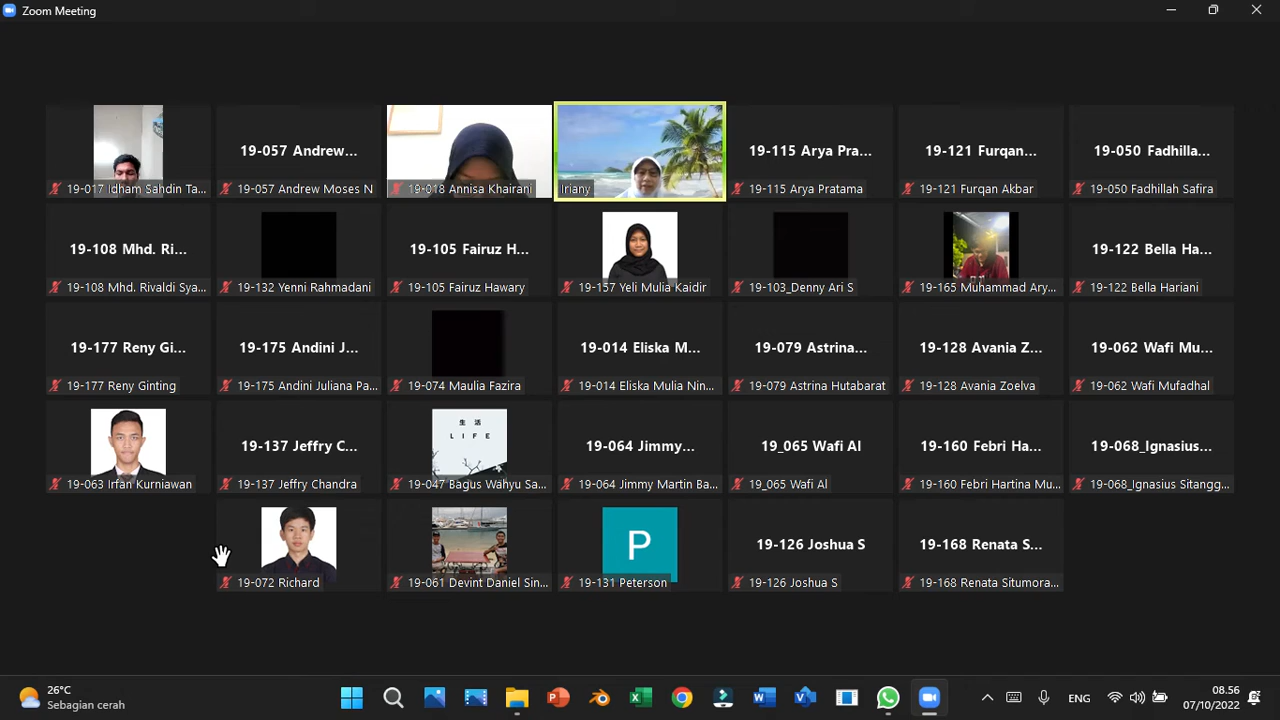 Zoom Meeting
19-017 Idham Sahdin Ta...
19-057 Andrew...
19-057 Andrew Moses N
19-018 Annisa Khairani
Iriany
19-115 Arya Pra...
19-115 Arya Pratama
19-121 Furqan...
19-121 Furqan Akbar
19-050 Fadhilla...
19-050 Fadhillah Safira
19-108 Mhd. Ri...
19-108 Mhd. Rivaldi Sya...
19-132 Yenni Rahmadani
19-105 Fairuz H...
19-105 Fairuz Hawary
19-157 Yeli Mulia Kaidir
19-103_Denny Ari S
19-165 Muhammad Ary...
19-122 Bella Ha...
19-122 Bella Hariani
19-177 Reny Gi...
19-177 Reny Ginting
19-175 Andini J...
19-175 Andini Juliana Pa...
19-074 Maulia Fazira
19-014 Eliska M...
19-014 Eliska Mulia Nin...
19-079 Astrina...
19-079 Astrina Hutabarat
19-128 Avania Z...
19-128 Avania Zoelva
19-062 Wafi Mu...
19-062 Wafi Mufadhal
19-063 Irfan Kurniawan
19-137 Jeffry C...
19-137 Jeffry Chandra
生 活
LIFE
19-047 Bagus Wahyu Sa...
19-064 Jimmy...
19-064 Jimmy Martin Ba...
19_065 Wafi Al
19_065 Wafi Al
19-160 Febri Ha...
19-160 Febri Hartina Mu...
19-068_Ignasius...
19-068_Ignasius Sitangg...
19-072 Richard
19-061 Devint Daniel Sin...
P
19-131 Peterson
19-126 Joshua S
19-126 Joshua S
19-168 Renata S...
19-168 Renata Situmora...
26°C
Sebagian cerah
ENG
08.56
07/10/2022